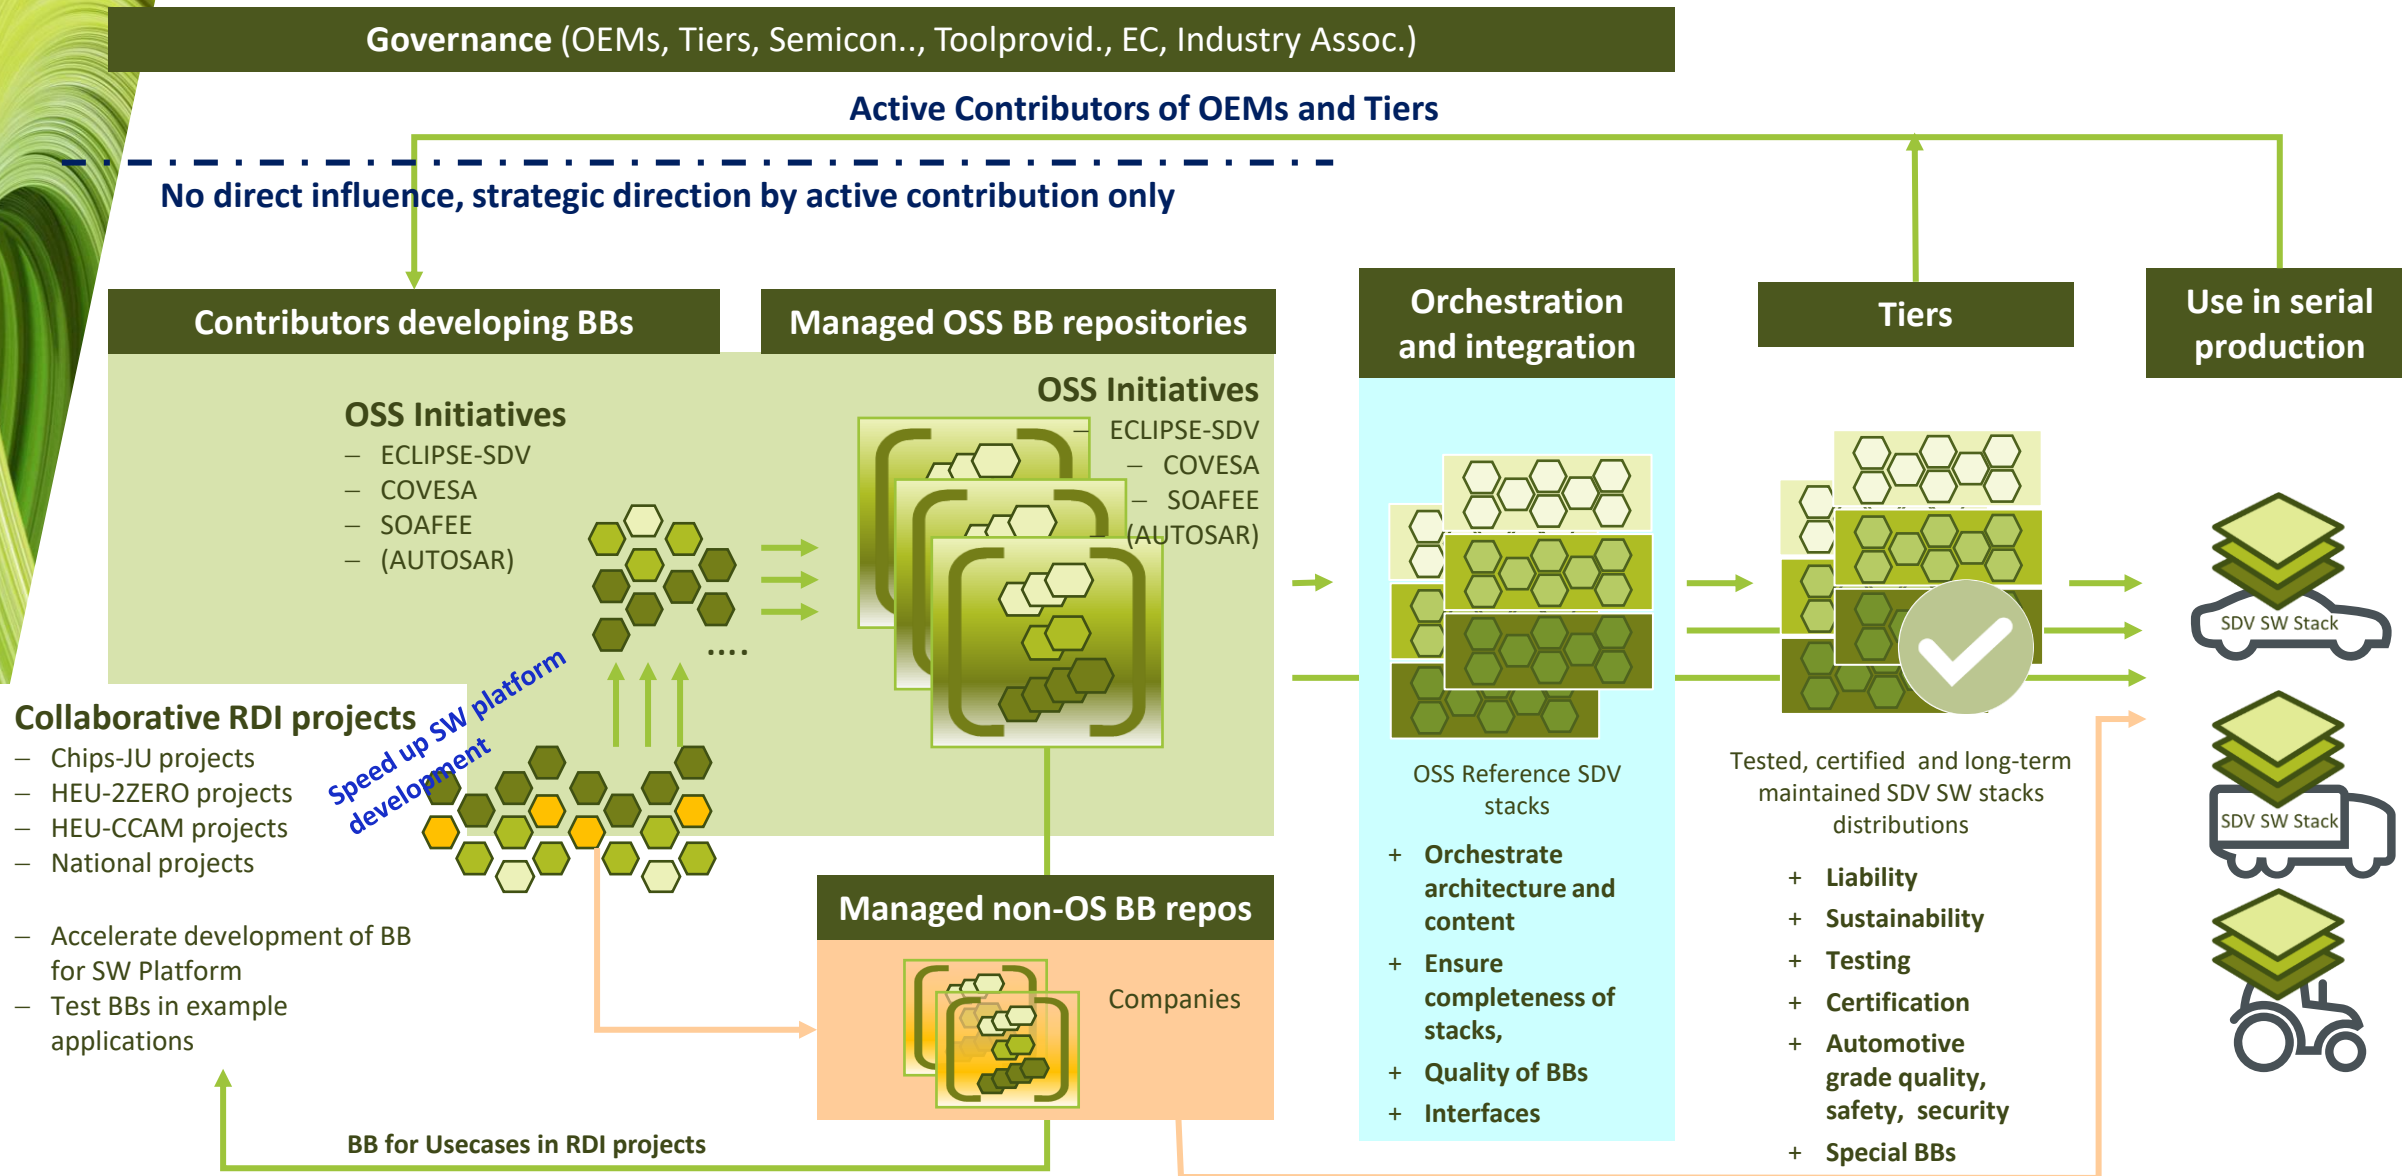 Governance (OEMs, Tiers, Semicon.., Toolprovid., EC, Industry Assoc.)
Active Contributors of OEMs and Tiers
No direct influence, strategic direction by active contribution only
Contributors developing BBs
OSS Initiatives
– ECLIPSE-SDV
– COVESA
– SOAFEE
– (AUTOSAR)
....
Speed up SW platform
development
Collaborative RDI projects
– Chips-JU projects
– HEU-2ZERO projects
– HEU-CCAM projects
– National projects
– Accelerate development of BB
for SW Platform
– Test BBs in example
applications
BB for Usecases in RDI projects
Managed OSS BB repositories
OSS Initiatives
– ECLIPSE-SDV
– COVESA
– SOAFEE
– (AUTOSAR)
Managed non-OS BB repos
Companies
Orchestration
and integration
OSS Reference SDV
stacks
+ Orchestrate
architecture and
content
+ Ensure
completeness of
stacks,
+ Quality of BBs
+ Interfaces
Tiers
Tested, certified and long-term
maintained SDV SW stacks
distributions
+ Liability
+ Sustainability
+ Testing
+ Certification
+ Automotive
grade quality,
safety, security
+ Special BBs
Use in serial
production
SDV SW Stack
SDV SW Stack